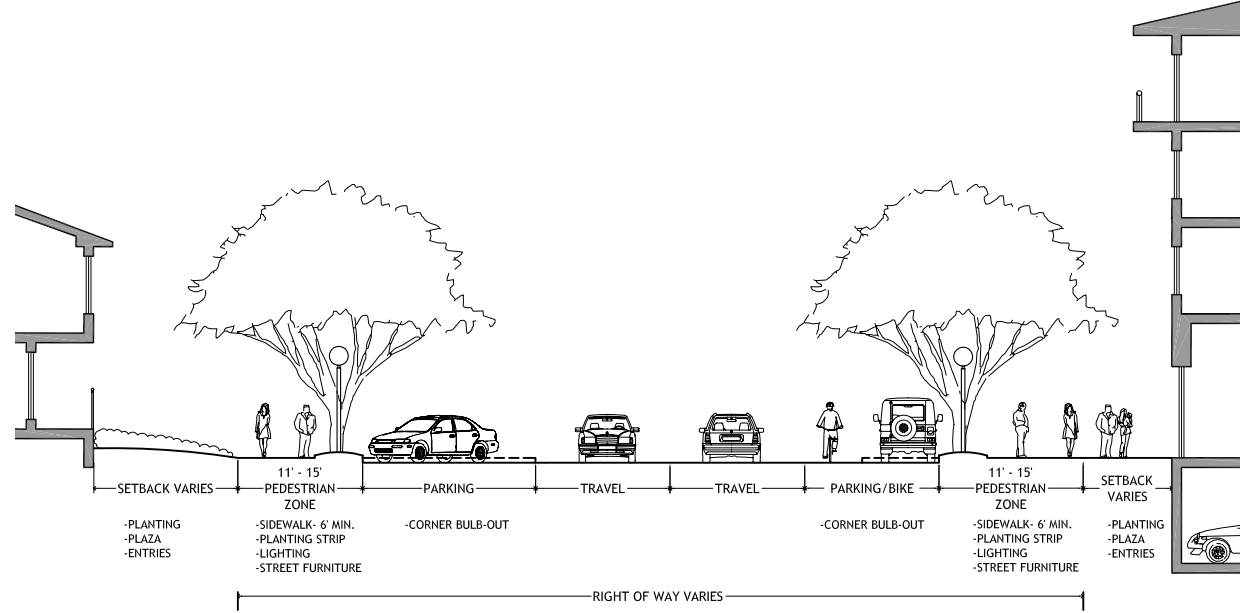 SETBACK VARIES
-PLANTING
-PLAZA
-ENTRIES
11' - 15'
PEDESTRIAN
ZONE
-SIDEWALK- 6' MIN.
-PLANTING STRIP
-LIGHTING
-STREET FURNITURE
PARKING
-CORNER BULB-OUT
TRAVEL
TRAVEL
PARKING/BIKE
-CORNER BULB-OUT
11' - 15'
PEDESTRIAN
ZONE
-SIDEWALK- 6' MIN.
-PLANTING STRIP
-LIGHTING
-STREET FURNITURE
SETBACK
VARIES
-PLANTING
-PLAZA
-ENTRIES
RIGHT OF WAY VARIES